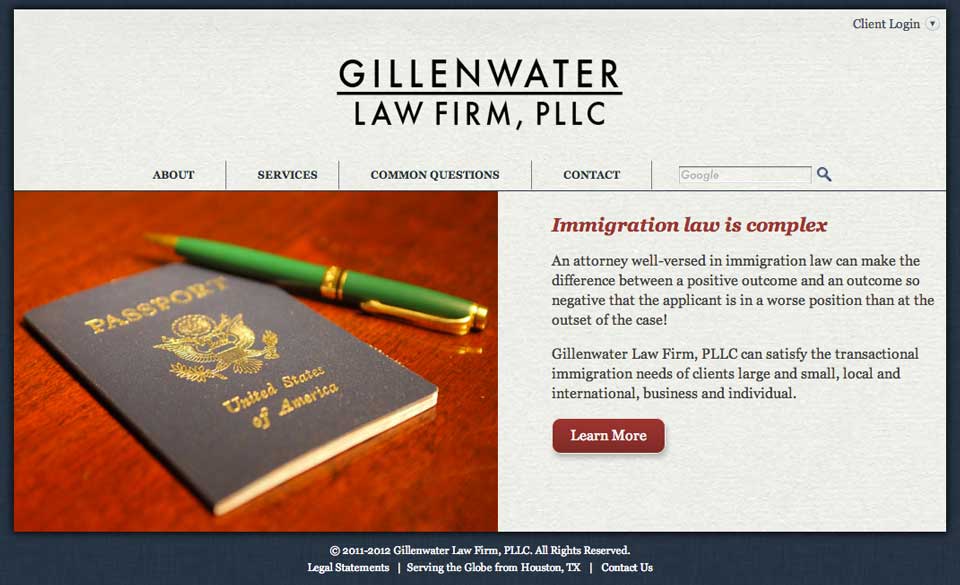 Client Login
GILLENWATER
LAW FIRM, PLLC
ABOUT
SERVICES
COMMON QUESTIONS
CONTACT
Google
PASSPORT
United States
of America
Immigration law is complex
An attorney well-versed in immigration law can make the
difference between a positive outcome and an outcome so
negative that the applicant is in a worse position than at the
outset of the case!
Gillenwater Law Firm, PLLC can satisfy the transactional
immigration needs of clients large and small, local and
international, business and individual.
Learn More
© 2011-2012 Gillenwater Law Firm, PLLC. All Rights Reserved.
Legal Statements | Serving the Globe from Houston, TX | Contact Us